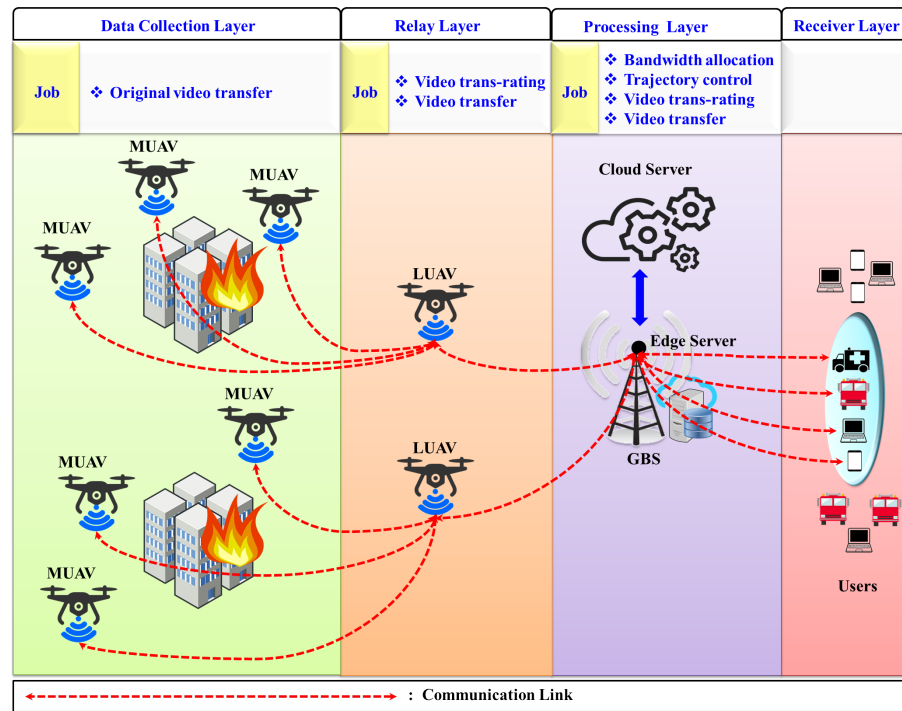 Data Collection Layer
Relay Layer
Processing Layer
Receiver Layer
Job
❖ Original video transfer
Job
❖ Video trans-rating
❖ Video transfer
Job
❖ Bandwidth allocation
❖ Trajectory control
❖ Video trans-rating
❖ Video transfer
MUAV
MUAV
MUAV
LUAV
Cloud Server
Edge Server
GBS
MUAV
MUAV
MUAV
LUAV
Users
: Communication Link